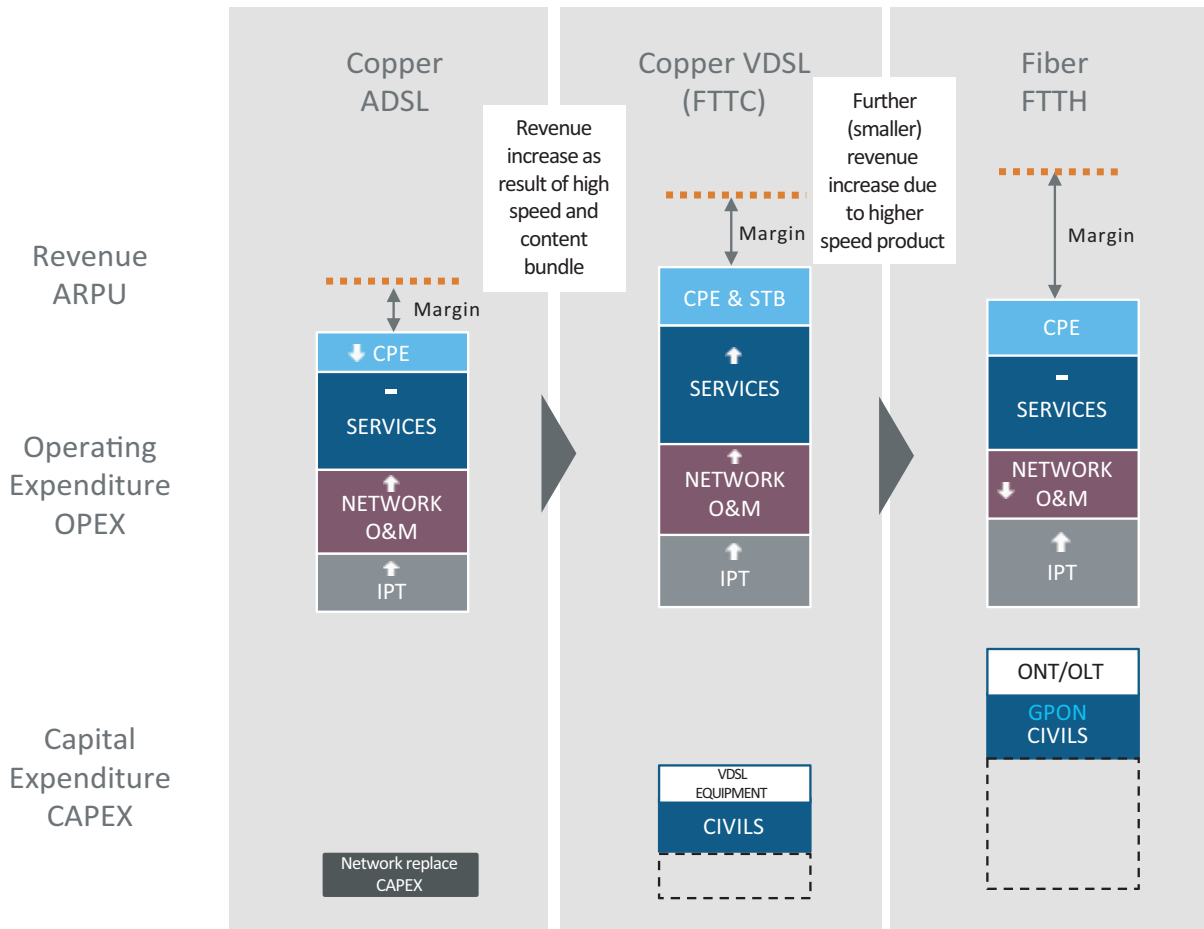 Copper
ADSL
Copper VDSL
(FTTC)
Fiber
FTTH
Revenue
increase as
result of high
speed and
content
bundle
Further
(smaller)
revenue
increase due
to higher
speed product
Revenue
ARPU
Margin
Margin
Margin
CPE
SERVICES
NETWORK
O&M
IPT
CPE & STB
SERVICES
NETWORK
O&M
IPT
CPE
SERVICES
NETWORK
O&M
IPT
Operating
Expenditure
OPEX
Capital
Expenditure
CAPEX
Network replace
CAPEX
VDSL
EQUIPMENT
CIVILS
ONT/OLT
GPON
CIVILS